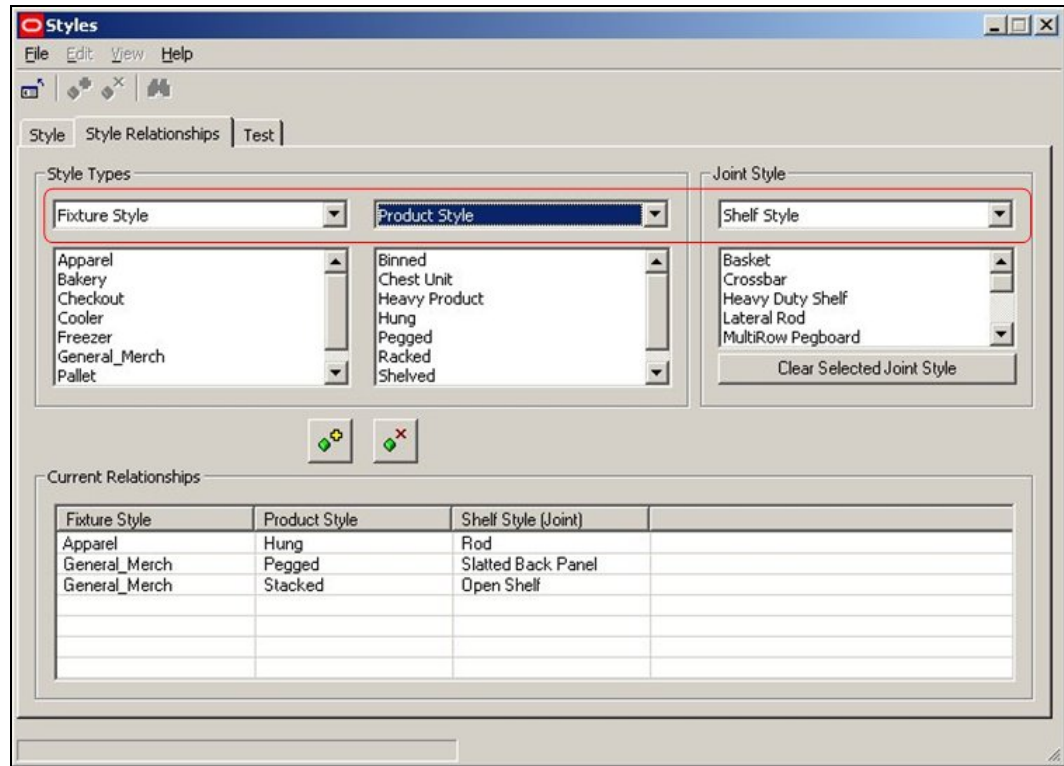 Styles
File Edit View Help
Style Style Relationships Test
Style Types
Joint Style
Fixture Style Product Style Shelf Style
Apparel
Bakery
Checkout
Cooler
Freezer
General_Merch
Pallet
Binned
Chest Unit
Heavy Product
Hung
Pegged
Racked
Shelved
Basket
Crossbar
Heavy Duty Shelf
Lateral Rod
MultiRow Pegboard
Clear Selected Joint Style
Current Relationships
Fixture Style Product Style Shelf Style (Joint)
Apparel Hung Rod
General_Merch Pegged Slatted Back Panel
General_Merch Stacked Open Shelf